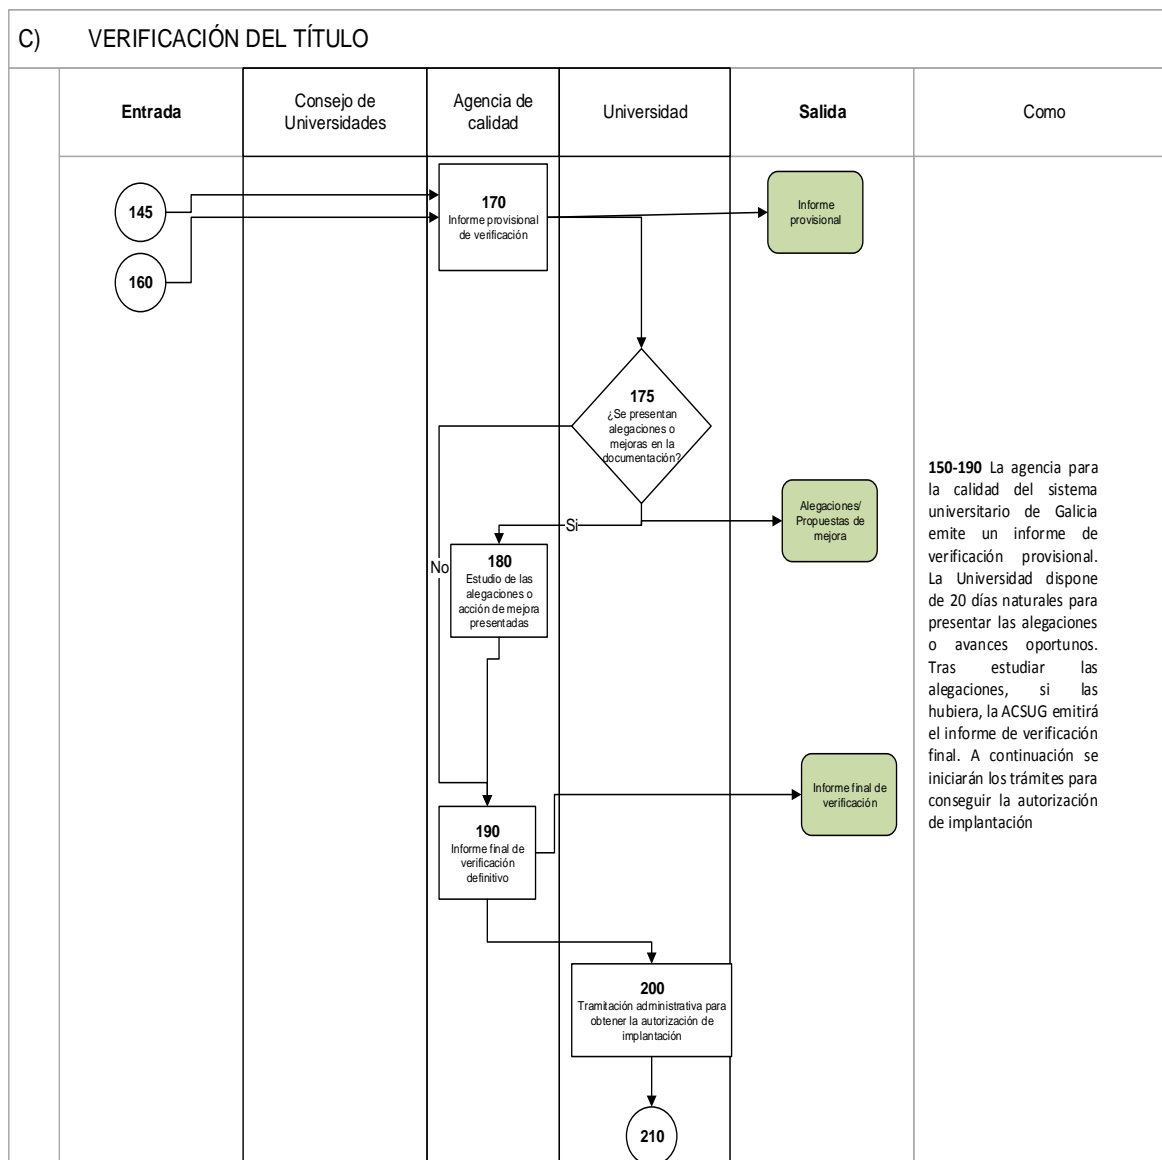 C) VERIFICACIÓN DEL TÍTULO
Entrada
Consejo de
Universidades
Agencia de
calidad
Universidad
Salida
Como
145
160
170
Informe provisional
de verificación
Informe
provisional
175
¿Se presentan
alegaciones o
mejoras en la
documentación?
Si
No
Alegaciones/
Propuestas de
mejora
180
Estudio de las
alegaciones o
acción de mejora
presentadas
190
Informe final de
verificación
definitivo
Informe final de
verificación
200
Tramitación administrativa para
obtener la autorización de
implantación
210
150-190 La agencia para
la calidad del sistema
universitario de Galicia
emite un informe de
verificación provisional.
La Universidad dispone
de 20 días naturales para
presentar las alegaciones
o avances oportunos.
Tras estudiar las
alegaciones, si las
hubiera, la ACSUG emitirá
el informe de verificación
final. A continuación se
iniciarán los trámites para
conseguir la autorización
de implantación